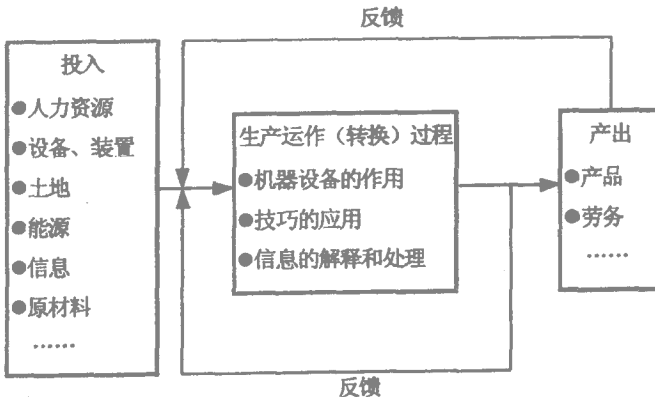 反馈
投入
●人力资源
●设备、装置
●土地
●能源
●信息
●原材料
……
生产运作（转换）过程
●机器设备的作用
●技巧的应用
●信息的解释和处理
产出
●产品
●劳务
……
反馈